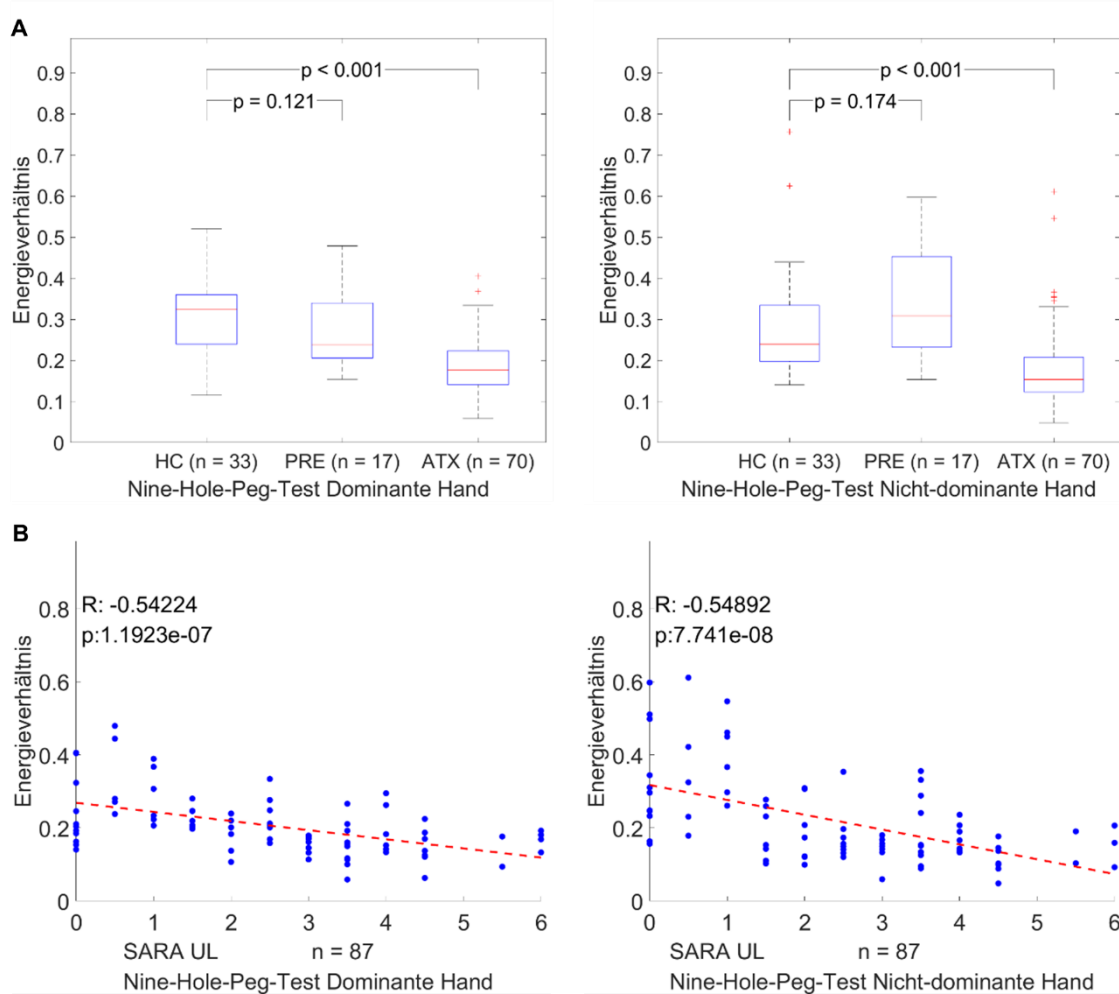 A
0.9
0.8
0.7
0.6
0.5
0.4
0.3
0.2
0.1
0
Energieverhältnis
p < 0.001
p = 0.121
HC (n = 33) PRE (n = 17) ATX (n = 70)
Nine-Hole-Peg-Test Dominante Hand
0.9
0.8
0.7
0.6
0.5
0.4
0.3
0.2
0.1
0
Energieverhältnis
p < 0.001
p = 0.174
HC (n = 33) PRE (n = 17) ATX (n = 70)
Nine-Hole-Peg-Test Nicht-dominante Hand
B
0.8
0.6
0.4
0.2
0
Energieverhältnis
R: -0.54224
p:1.1923e-07
0 1 2 3 4 5 6
SARA UL n = 87
Nine-Hole-Peg-Test Dominante Hand
0.8
0.6
0.4
0.2
0
Energieverhältnis
R: -0.54892
p:7.741e-08
0 1 2 3 4 5 6
SARA UL n = 87
Nine-Hole-Peg-Test Nicht-dominante Hand